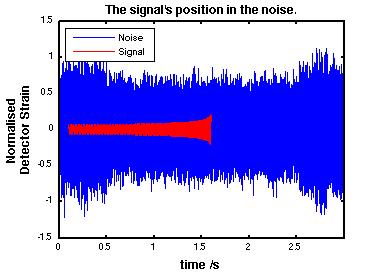 The signal's position in the noise.
1.5
Noise
Signal
1
0.5
0
-0.5
-1
-1.5
Normalised
Detector Strain
0 0.5 1 1.5 2 2.5
time /s